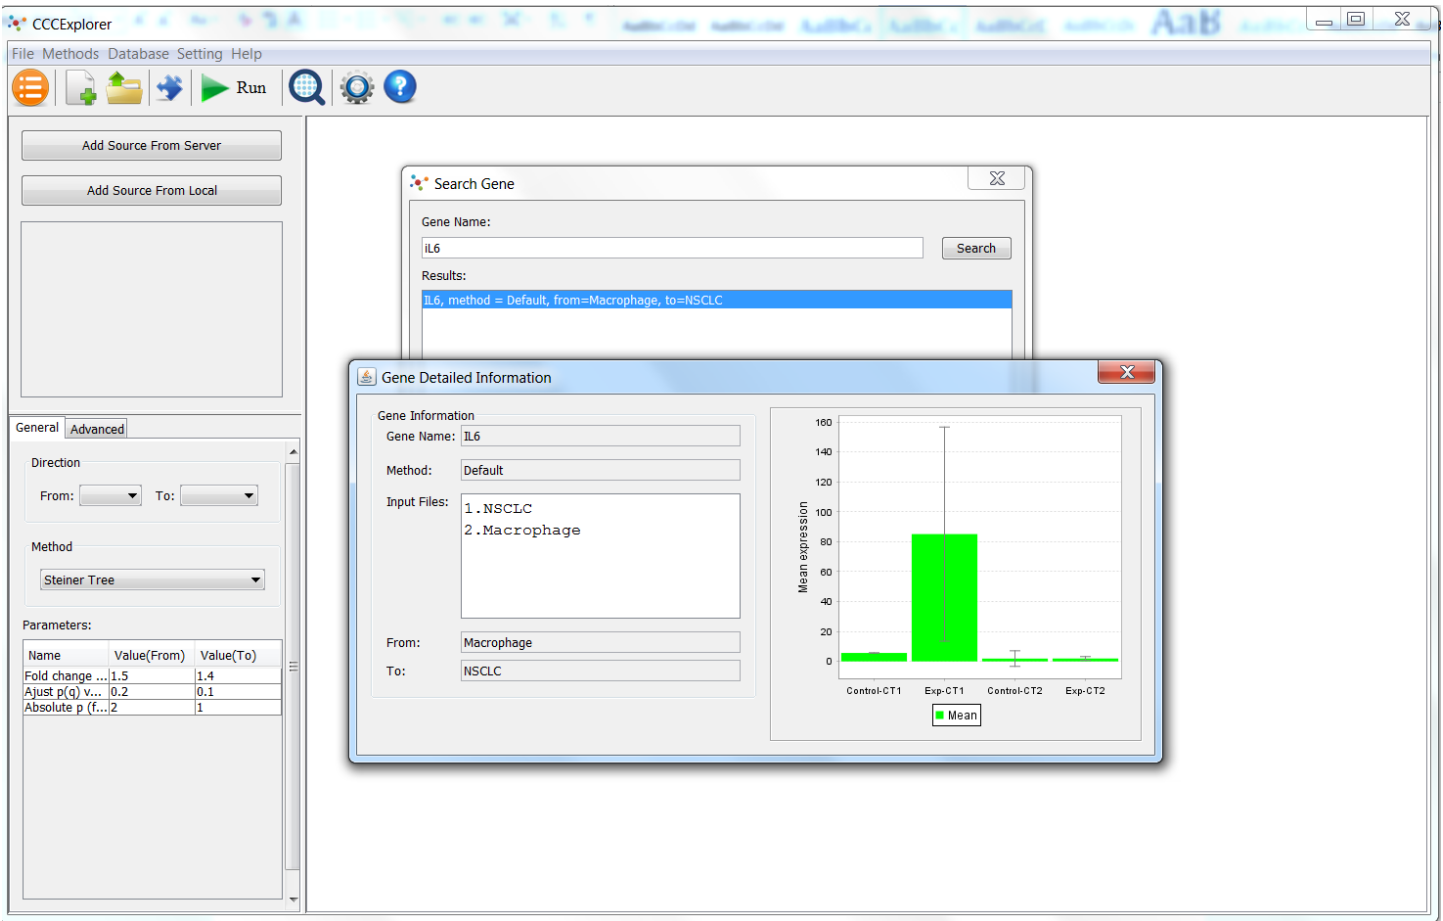 CCCExplorer
AaB
File Methods Database Setting Help
Run
Add Source From Server
Add Source From Local
General Advanced
Direction
From: To:
Method
Steiner Tree
Parameters:
Name Value(From) Value(To)
Fold change ... 1.5 1.4
Ajust p(q) v... 0.2 0.1
Absolute p (f... 2 1
Search Gene
Gene Name:
iL6 Search
Results:
IL6, method = Default, from=Macrophage, to=NSCLC
Gene Detailed Information
Gene Information
Gene Name: IL6
Method: Default
Input Files: 1.NSCLC
2.Macrophage
From: Macrophage
To: NSCLC
Mean expression
160
140
120
100
80
60
40
20
0
Control-CT1 Exp-CT1 Control-CT2 Exp-CT2
Mean